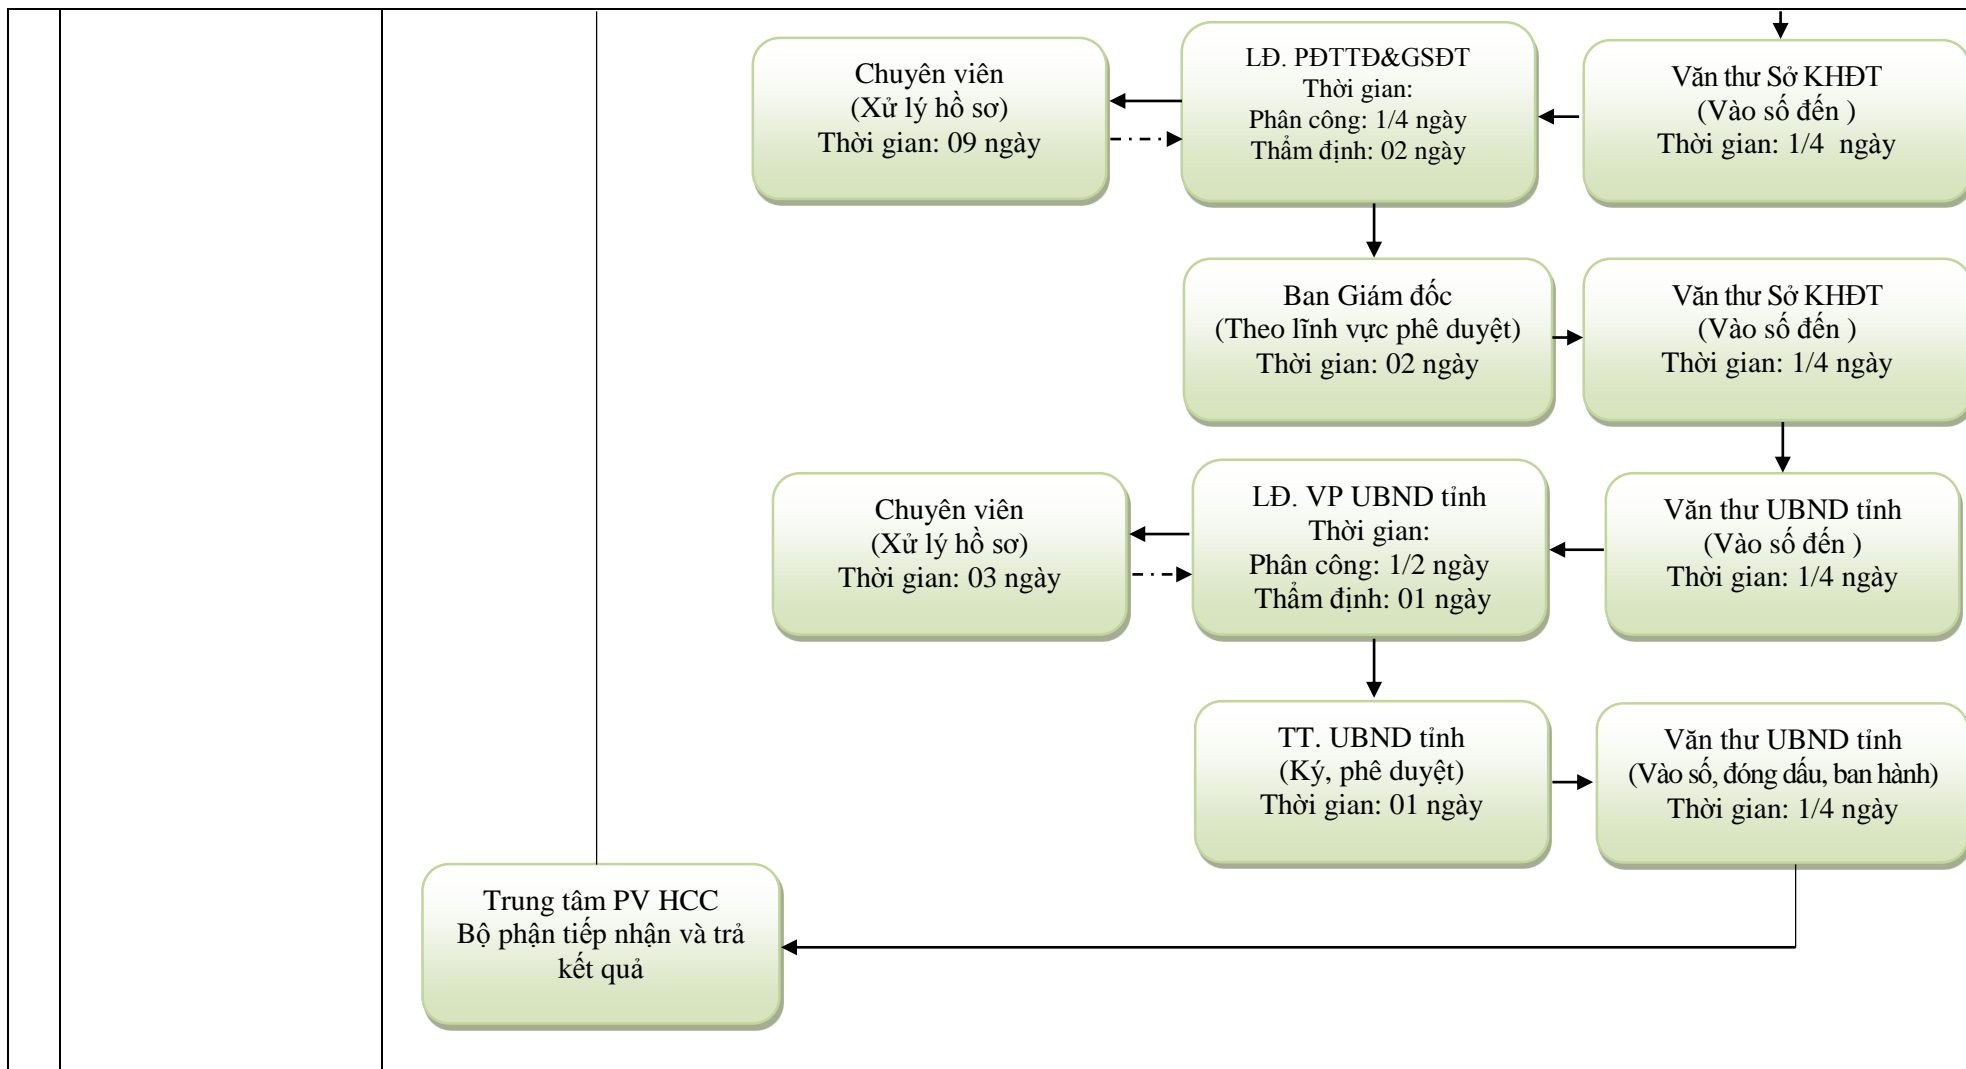 Chuyên viên
(Xử lý hồ sơ)
Thời gian: 09 ngày
LĐ. PĐTTĐ&GSĐT
Thời gian:
Phân công: 1/4 ngày
Thẩm định: 02 ngày
Văn thư Sở KHĐT
(Vào số đến )
Thời gian: 1/4 ngày
Ban Giám đốc
(Theo lĩnh vực phê duyệt)
Thời gian: 02 ngày
Văn thư Sở KHĐT
(Vào số đến )
Thời gian: 1/4 ngày
Chuyên viên
(Xử lý hồ sơ)
Thời gian: 03 ngày
LĐ. VP UBND tỉnh
Thời gian:
Phân công: 1/2 ngày
Thẩm định: 01 ngày
Văn thư UBND tỉnh
(Vào số đến )
Thời gian: 1/4 ngày
TT. UBND tỉnh
(Ký, phê duyệt)
Thời gian: 01 ngày
Văn thư UBND tỉnh
(Vào số, đóng dấu, ban hành)
Thời gian: 1/4 ngày
Trung tâm PV HCC
Bộ phận tiếp nhận và trả
kết quả